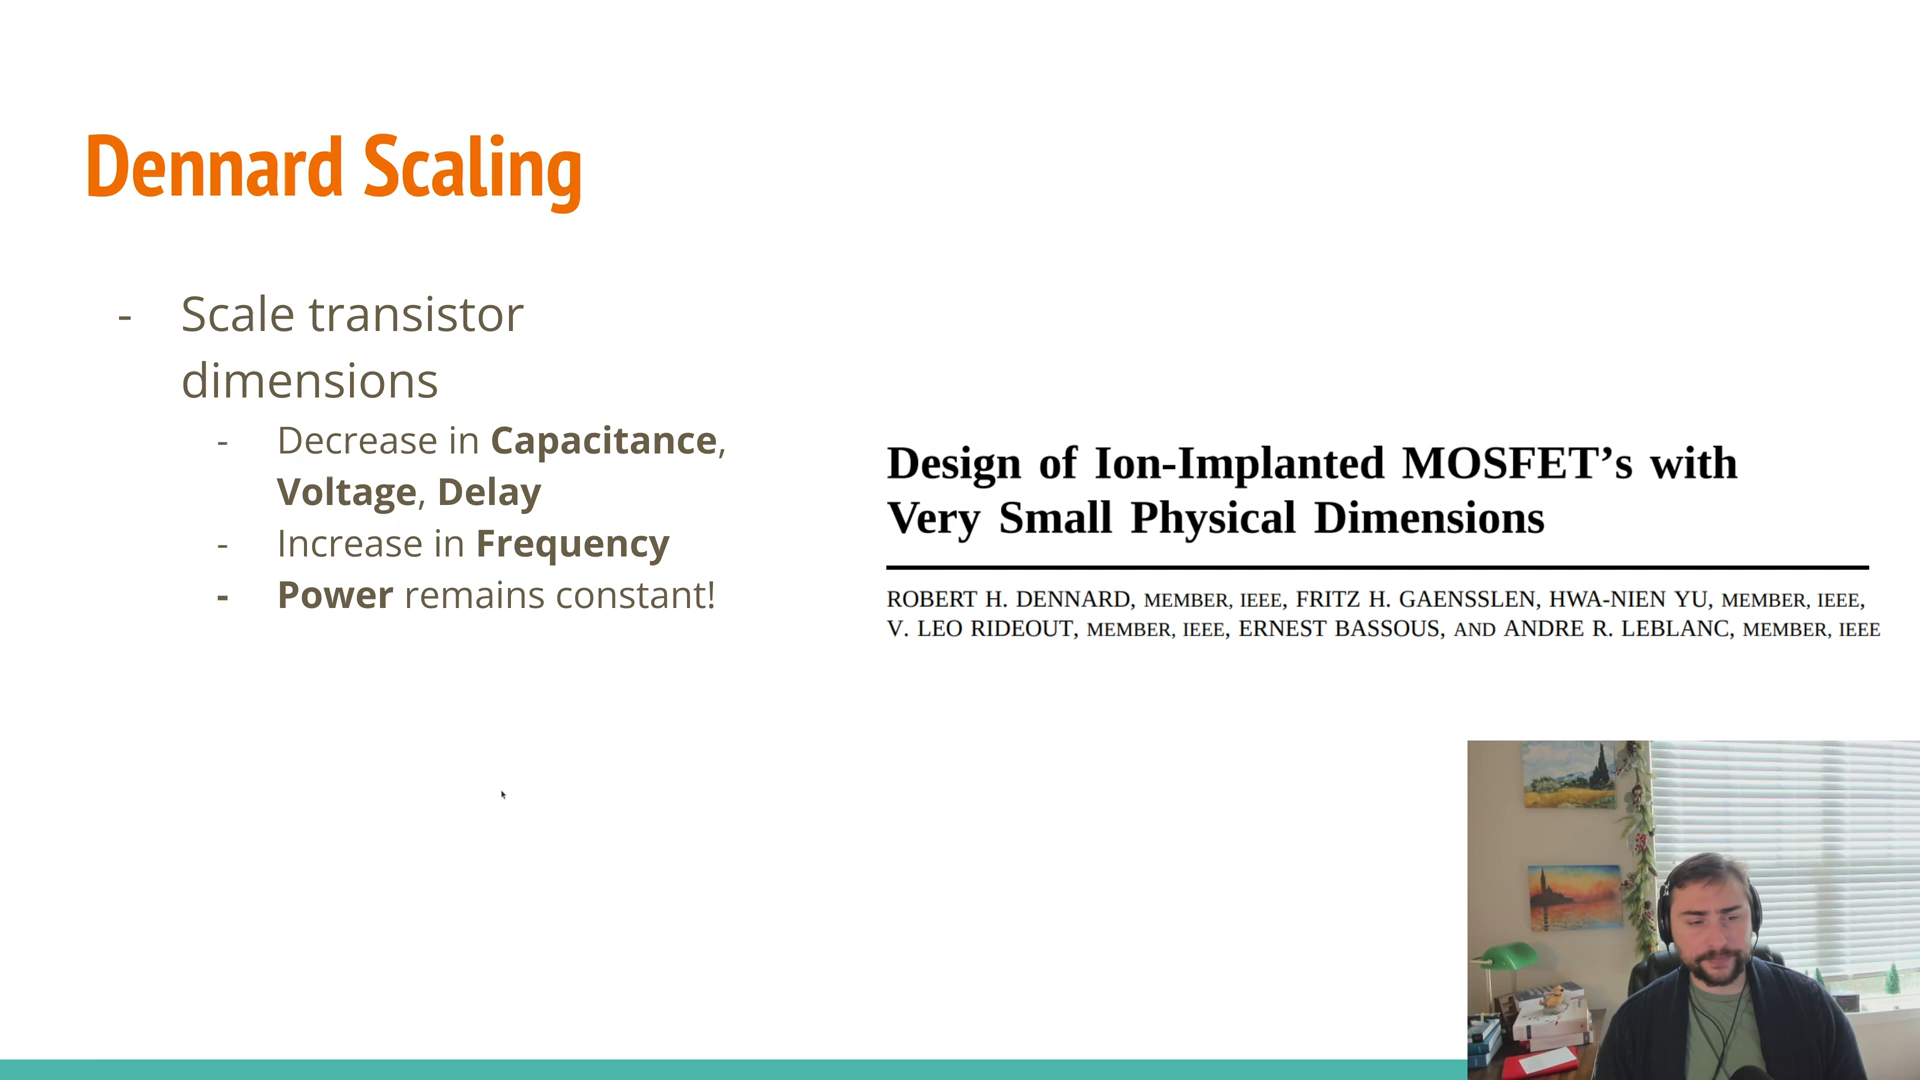 Dennard Scaling
- Scale transistor
dimensions
- Decrease in Capacitance,
Voltage, Delay
- Increase in Frequency
- Power remains constant!
Design of Ion-Implanted MOSFET’s with
Very Small Physical Dimensions
ROBERT H. DENNARD, MEMBER, IEEE, FRITZ H. GAENSSLEN, HWA-NIEN YU, MEMBER, IEEE,
V. LEO RIDEOUT, MEMBER, IEEE, ERNEST BASSOUS, AND ANDRE R. LEBLANC, MEMBER, IEEE